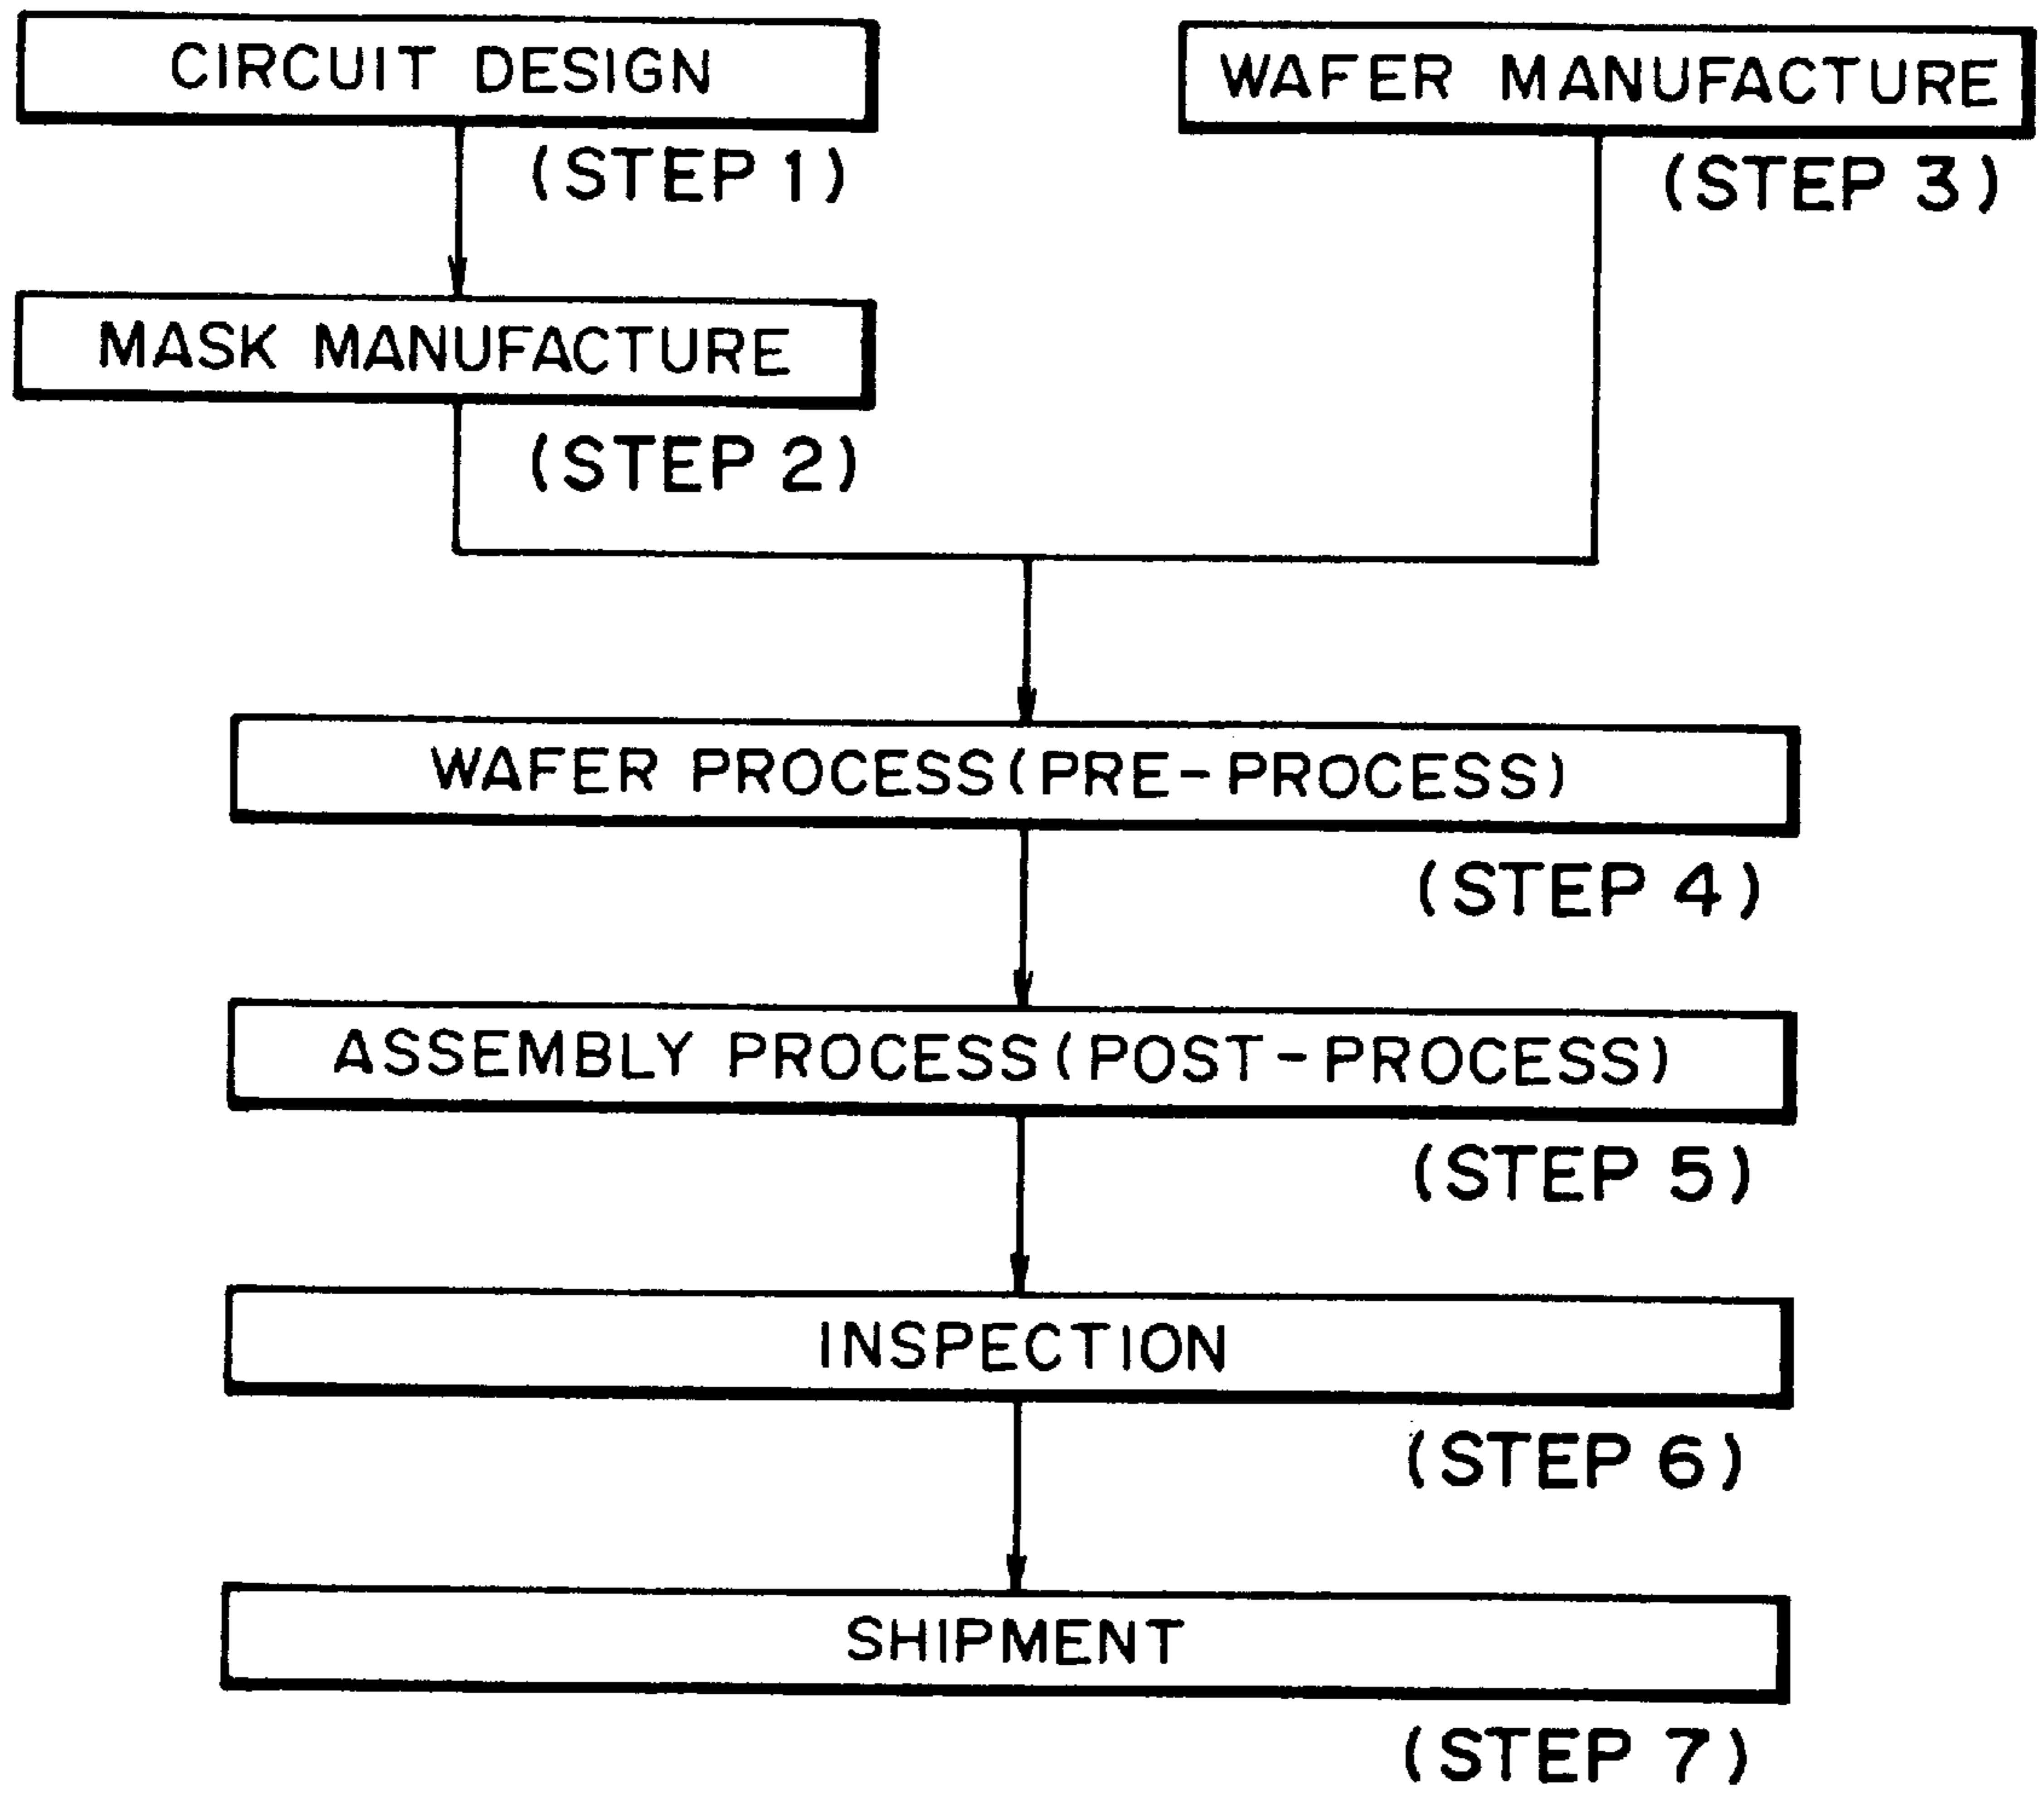 CIRCUIT DESIGN
(STEP 1)
WAFER MANUFACTURE
(STEP 3)
MASK MANUFACTURE
(STEP 2)
WAFER PROCESS(PRE-PROCESS)
(STEP 4)
ASSEMBLY PROCESS(POST-PROCESS)
(STEP 5)
INSPECTION
(STEP 6)
SHIPMENT
(STEP 7)